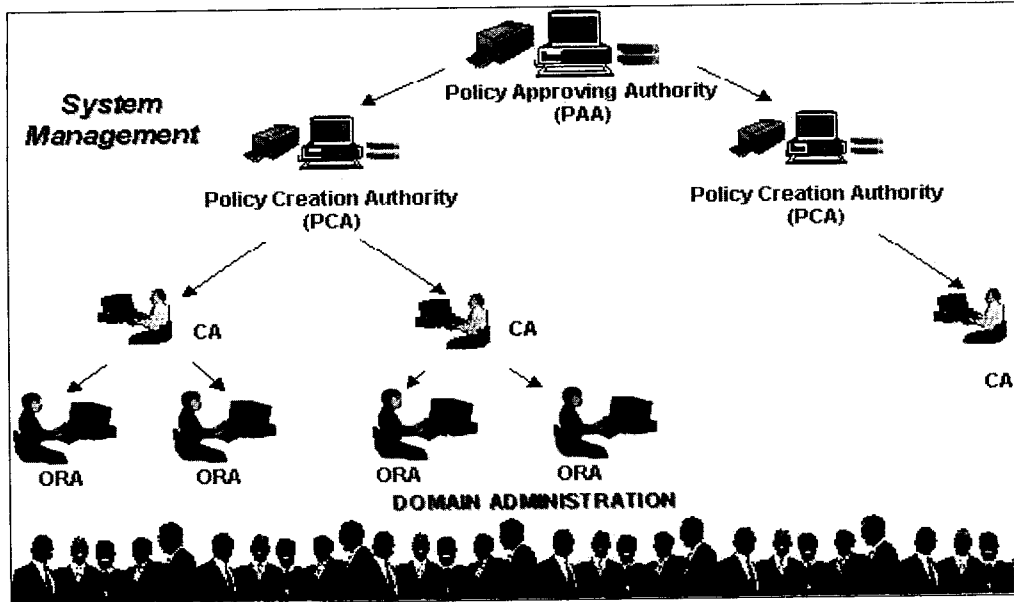 Policy Approving Authority
(PAA)
System
Management
Policy Creation Authority
(PCA)
Policy Creation Authority
(PCA)
CA
CA
CA
ORA
ORA
ORA
ORA
DOMAIN ADMINISTRATION